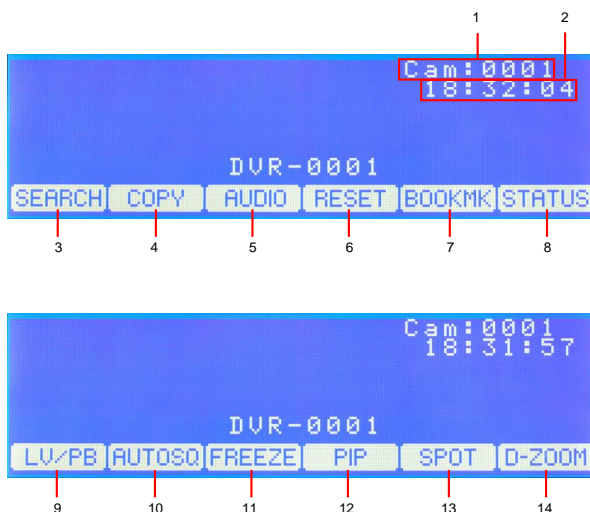 1 2
Cam:0001
18:32:04
DVR-0001
SEARCH COPY AUDIO RESET BOOKMK STATUS
3 4 5 6 7 8
Cam:0001
18:31:57
DVR-0001
LV/PB AUTOSQ FREEZE PIP SPOT D-ZOOM
9 10 11 12 13 14